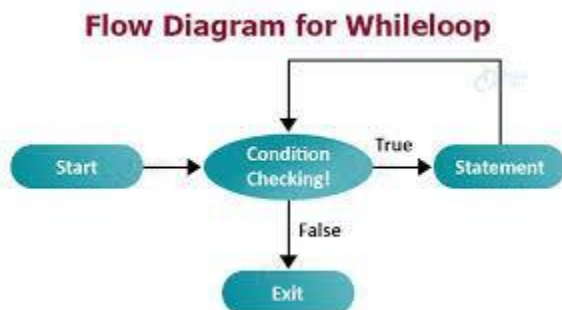 Flow Diagram for Whileloop
Start
Condition
Checking!
True
Statement
False
Exit